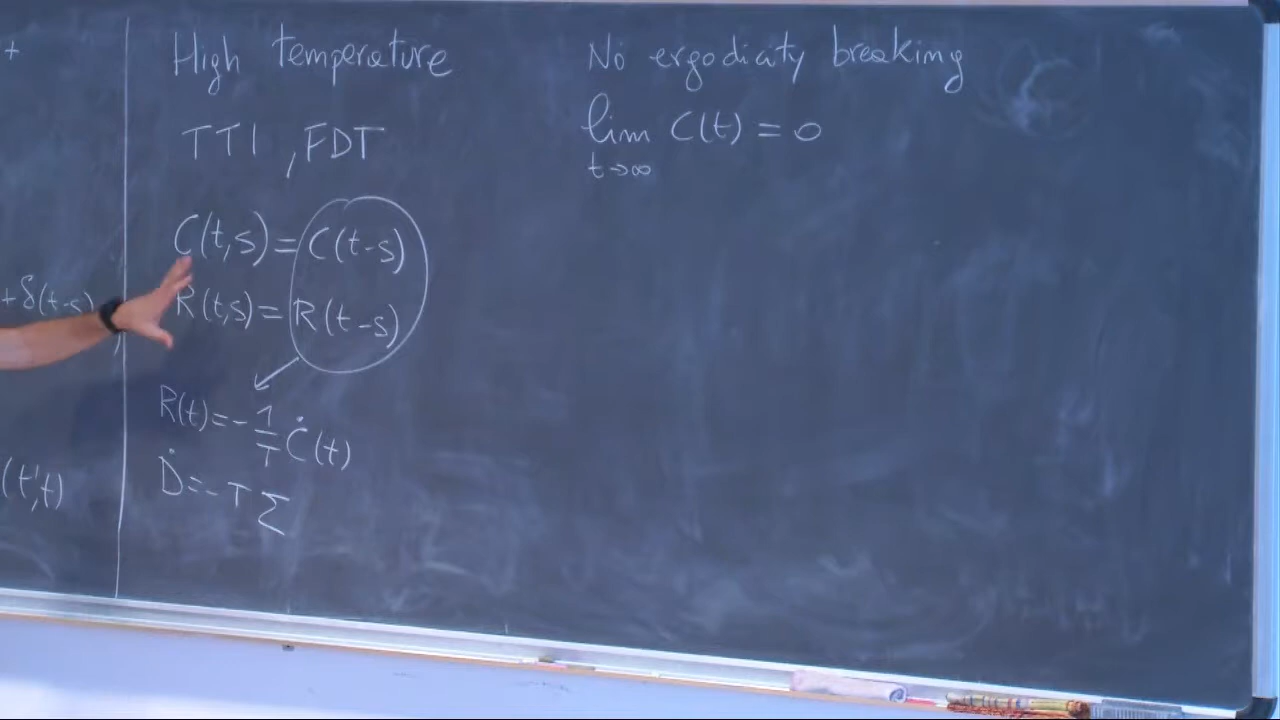 +
+ δ(t-s)
(t',t)
High temperature
TTI , FDT
C(t,s) = C(t-s)
R(t,s) = R(t-s)
R(t) = - 1/T Ċ(t)
Ḋ = - T Σ
No ergodicity breaking
lim C(t) = 0
t→∞